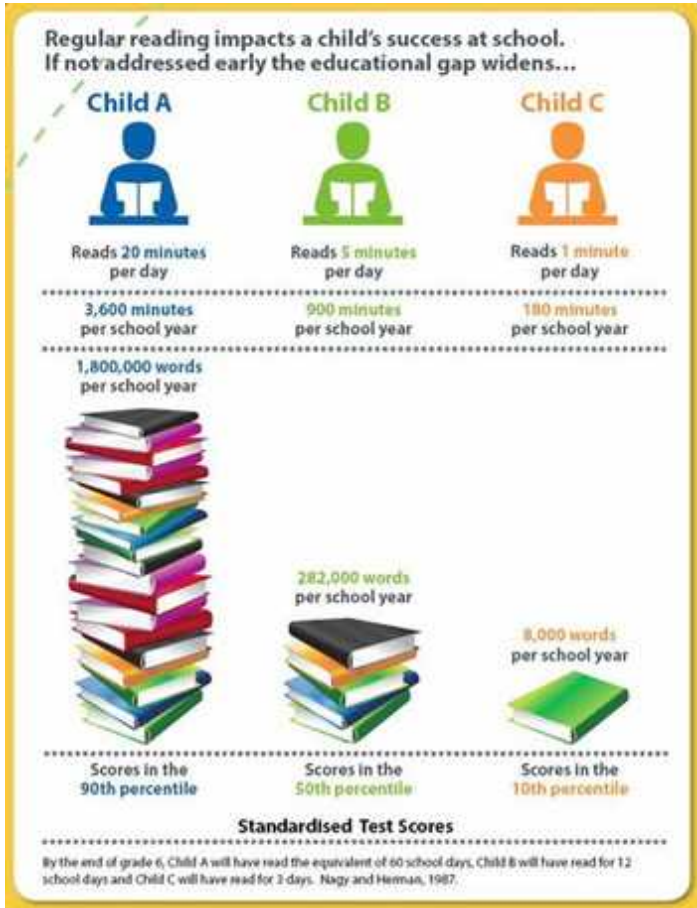 Regular reading impacts a child's success at school.
If not addressed early the educational gap widens...
Child A
Child B
Child C
Reads 20 minutes
per day
Reads 5 minutes
per day
Reads 1 minute
per day
3,600 minutes
per school year
900 minutes
per school year
180 minutes
per school year
1,800,000 words
per school year
282,000 words
per school year
8,000 words
per school year
Scores in the
90th percentile
Scores in the
50th percentile
Scores in the
10th percentile
Standardised Test Scores
By the end of grade 6, Child A will have read the equivalent of 60 school days, Child B will have read for 12
school days and Child C will have read for 3 days. Nagy and Herman, 1987.